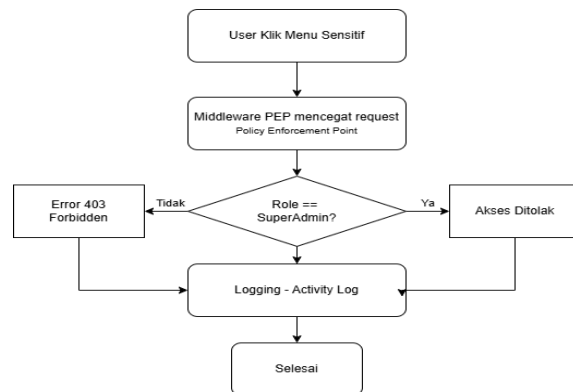 User Klik Menu Sensitif
Middleware PEP mencegat request
Policy Enforcement Point
Tidak
Role ==
SuperAdmin?
Ya
Error 403
Forbidden
Akses Ditolak
Logging - Activity Log
Selesai